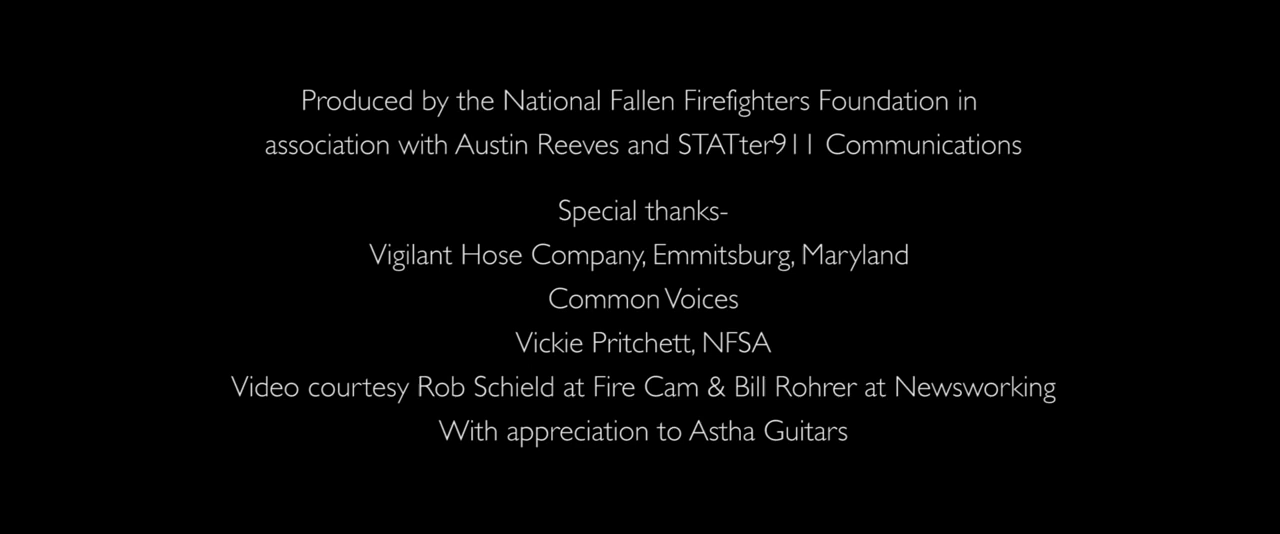 Produced by the National Fallen Firefighters Foundation in
association with Austin Reeves and STATter911 Communications
Special thanks-
Vigilant Hose Company, Emmitsburg, Maryland
Common Voices
Vickie Pritchett, NFSA
Video courtesy Rob Schield at Fire Cam & Bill Rohrer at Newsworking
With appreciation to Astha Guitars